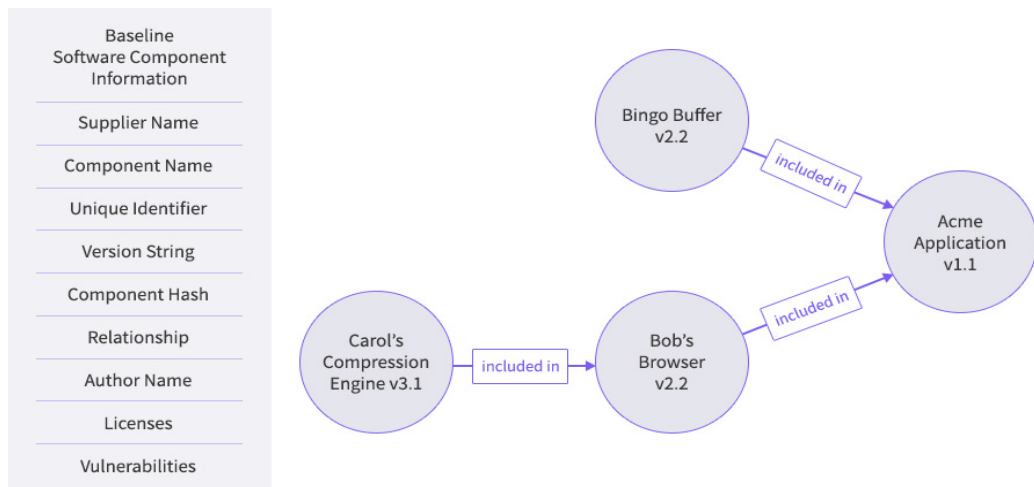 Baseline
Software Component
Information
Supplier Name
Component Name
Unique Identifier
Version String
Component Hash
Relationship
Author Name
Licenses
Vulnerabilities
Bingo Buffer
v2.2
included in
Acme
Application
v1.1
included in
Carol's
Compression
Engine v3.1
included in
Bob's
Browser
v2.2